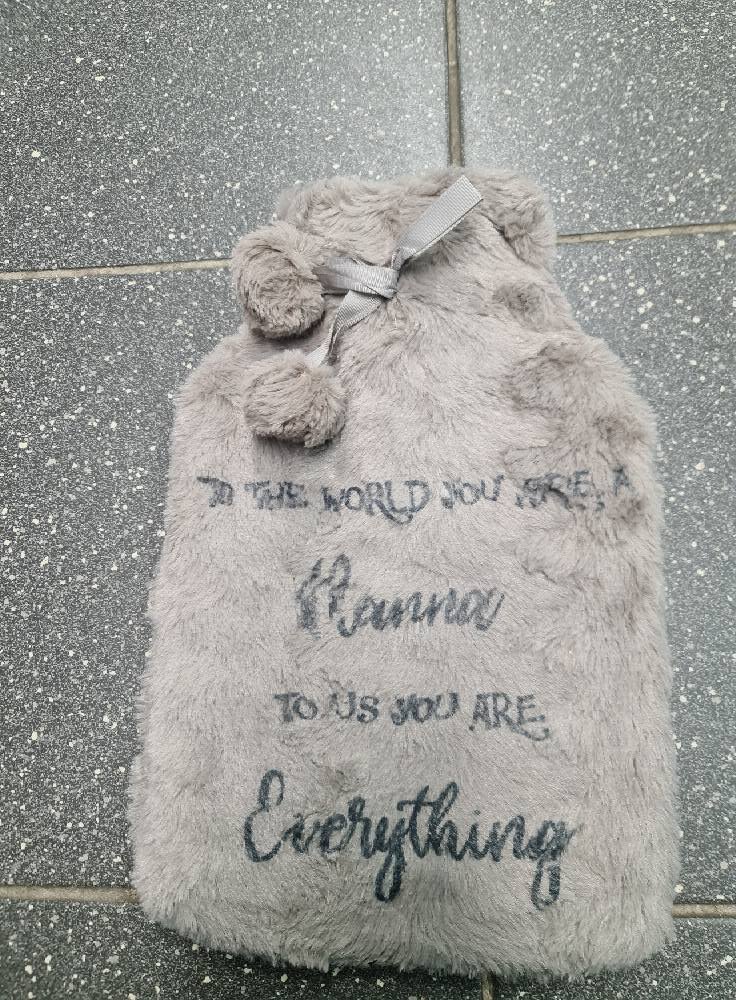 TO THE WORLD YOU ARE A
Nanna
TO US YOU ARE
Everything